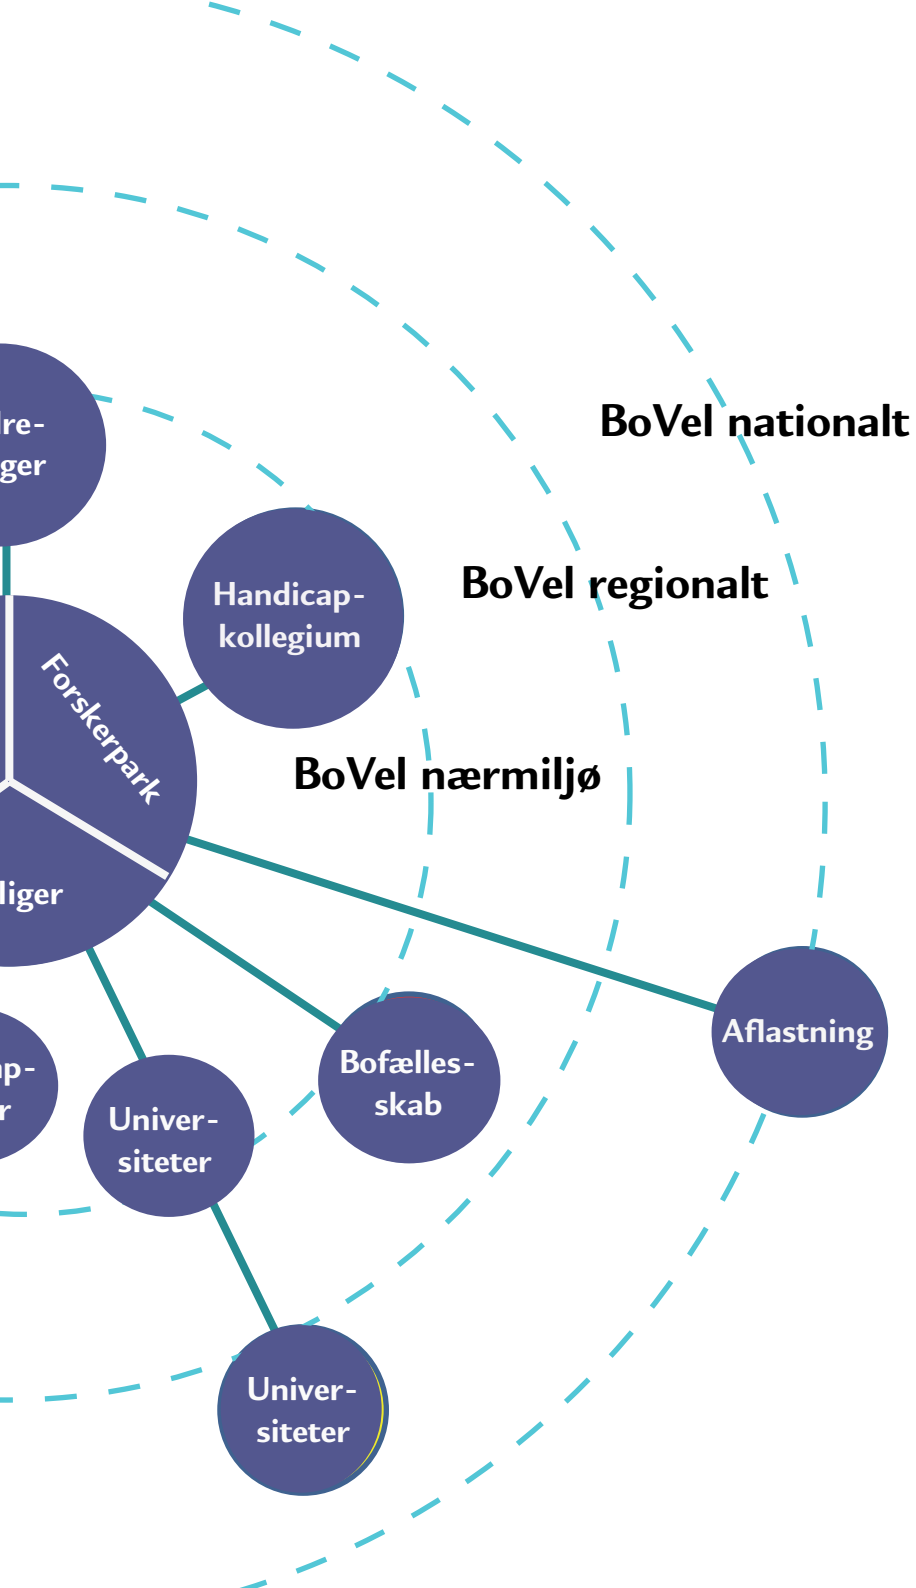 BoVel nationalt
Handicap-
kollegium
BoVel regionalt
Forskerpark
BoVel nærmiljø
Aflastning
Bofælles-
skab
Univer-
siteter
Univer-
siteter